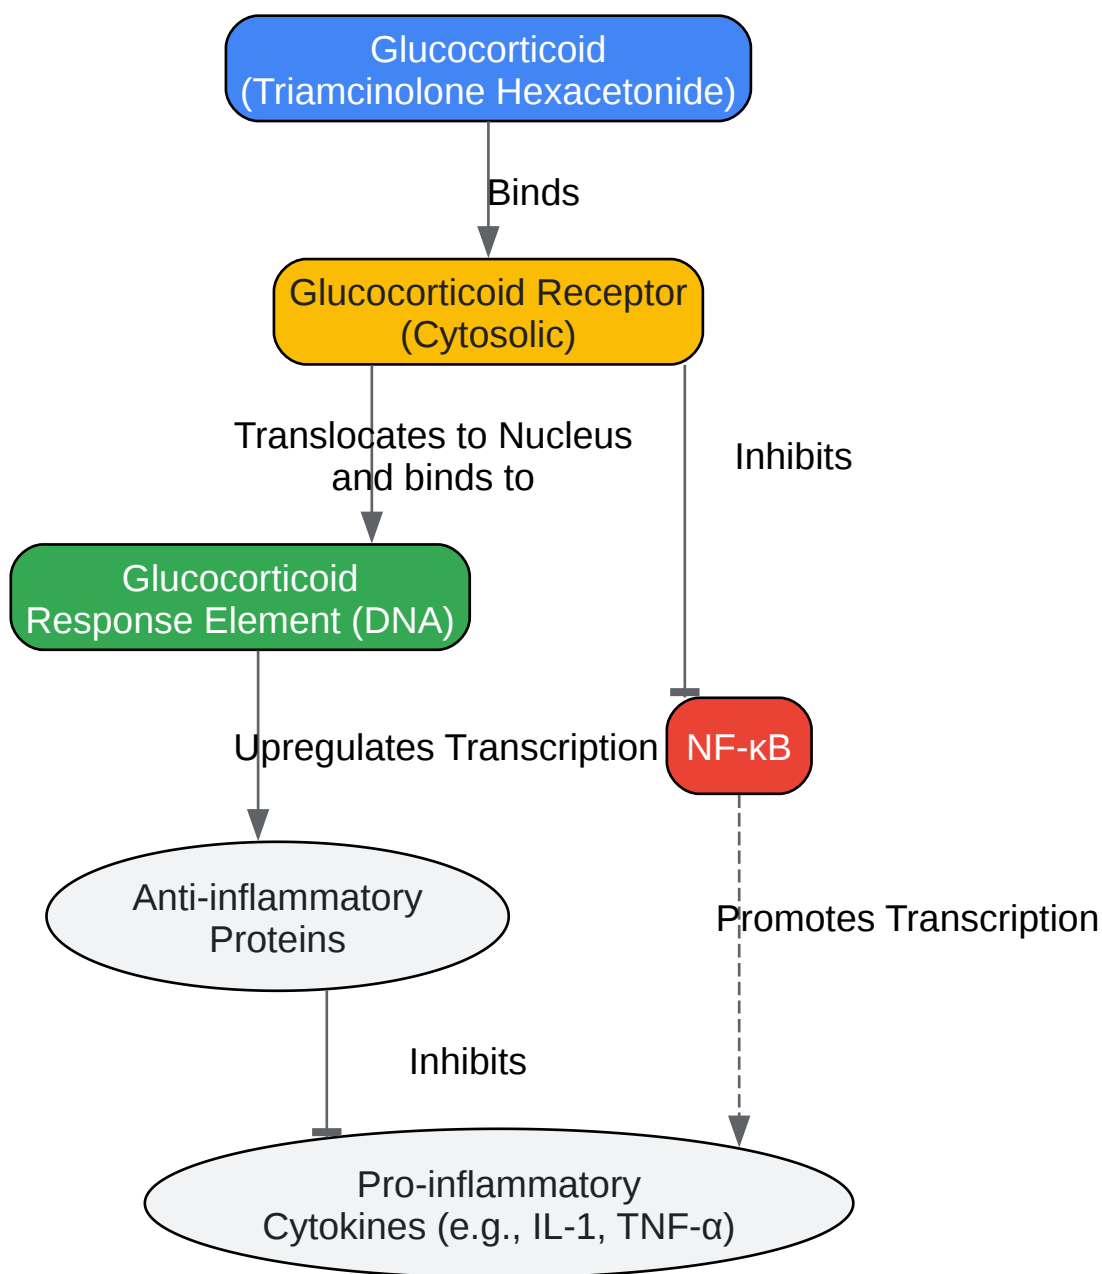 Glucocorticoid
(Triamcinolone Hexacetonide)
Binds
Glucocorticoid Receptor
(Cytosolic)
Translocates to Nucleus
and binds to
Inhibits
Glucocorticoid
Response Element (DNA)
Upregulates Transcription
NF-κB
Anti-inflammatory
Proteins
Promotes Transcription
Inhibits
Pro-inflammatory
Cytokines (e.g., IL-1, TNF-α)